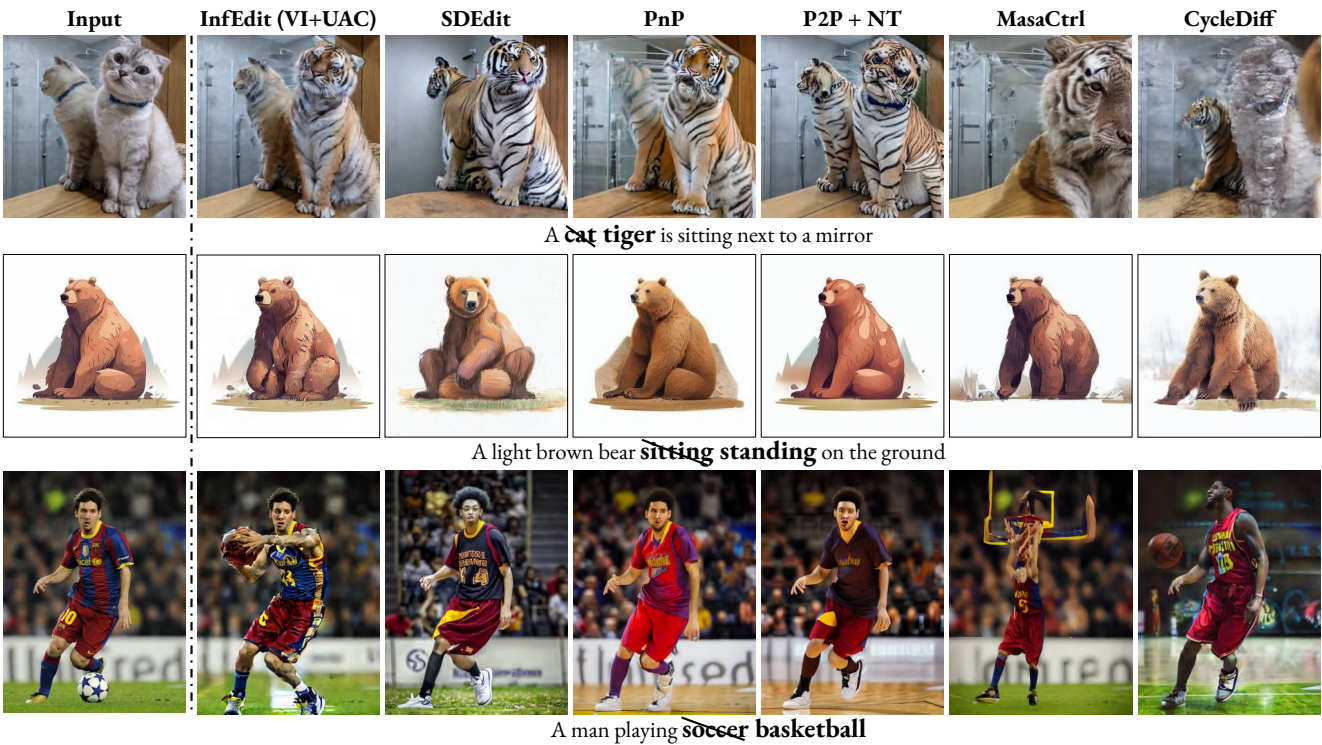 Input InfEdit (VI+UAC) SDEdit PnP P2P + NT MasaCtrl CycleDiff
A cat tiger is sitting next to a mirror
A light brown bear sitting standing on the ground
A man playing soccer basketball
10